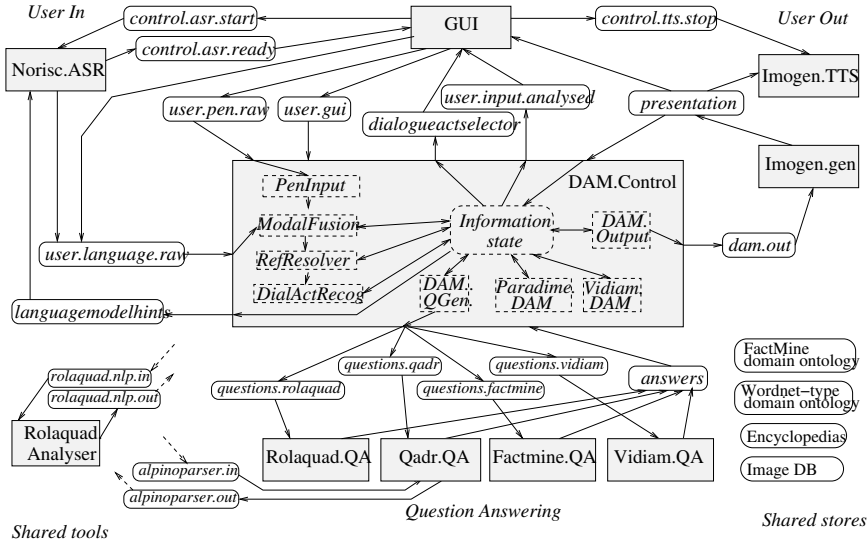 User In
control.asr.start
GUI
control.tts.stop
User Out
control.asr.ready
Norisc.ASR
Imogen.TTS
user.pen.raw
user.gui
user.input.analysed
dialogueactselector
presentation
Imogen.gen
DAM.Control
PenInput
ModalFusion
RefResolver
DialActRecog
Information
state
DAM.
Output
DAM.
QGen
Paradime.
DAM
Vidiam.
DAM
user.language.raw
dam.out
languagemodelhints
rolaquad.nlp.in
rolaquad.nlp.out
questions.rolaquad
questions.qadr
questions.factmine
questions.vidiam
answers
FactMine
domain ontology
Wordnet-type
domain ontology
Encyclopedias
Image DB
Rolaquad
Analyser
Rolaquad.QA
Qadr.QA
Factmine.QA
Vidiam.QA
alpinoparser.in
alpinoparser.out
Question Answering
Shared tools
Shared stores